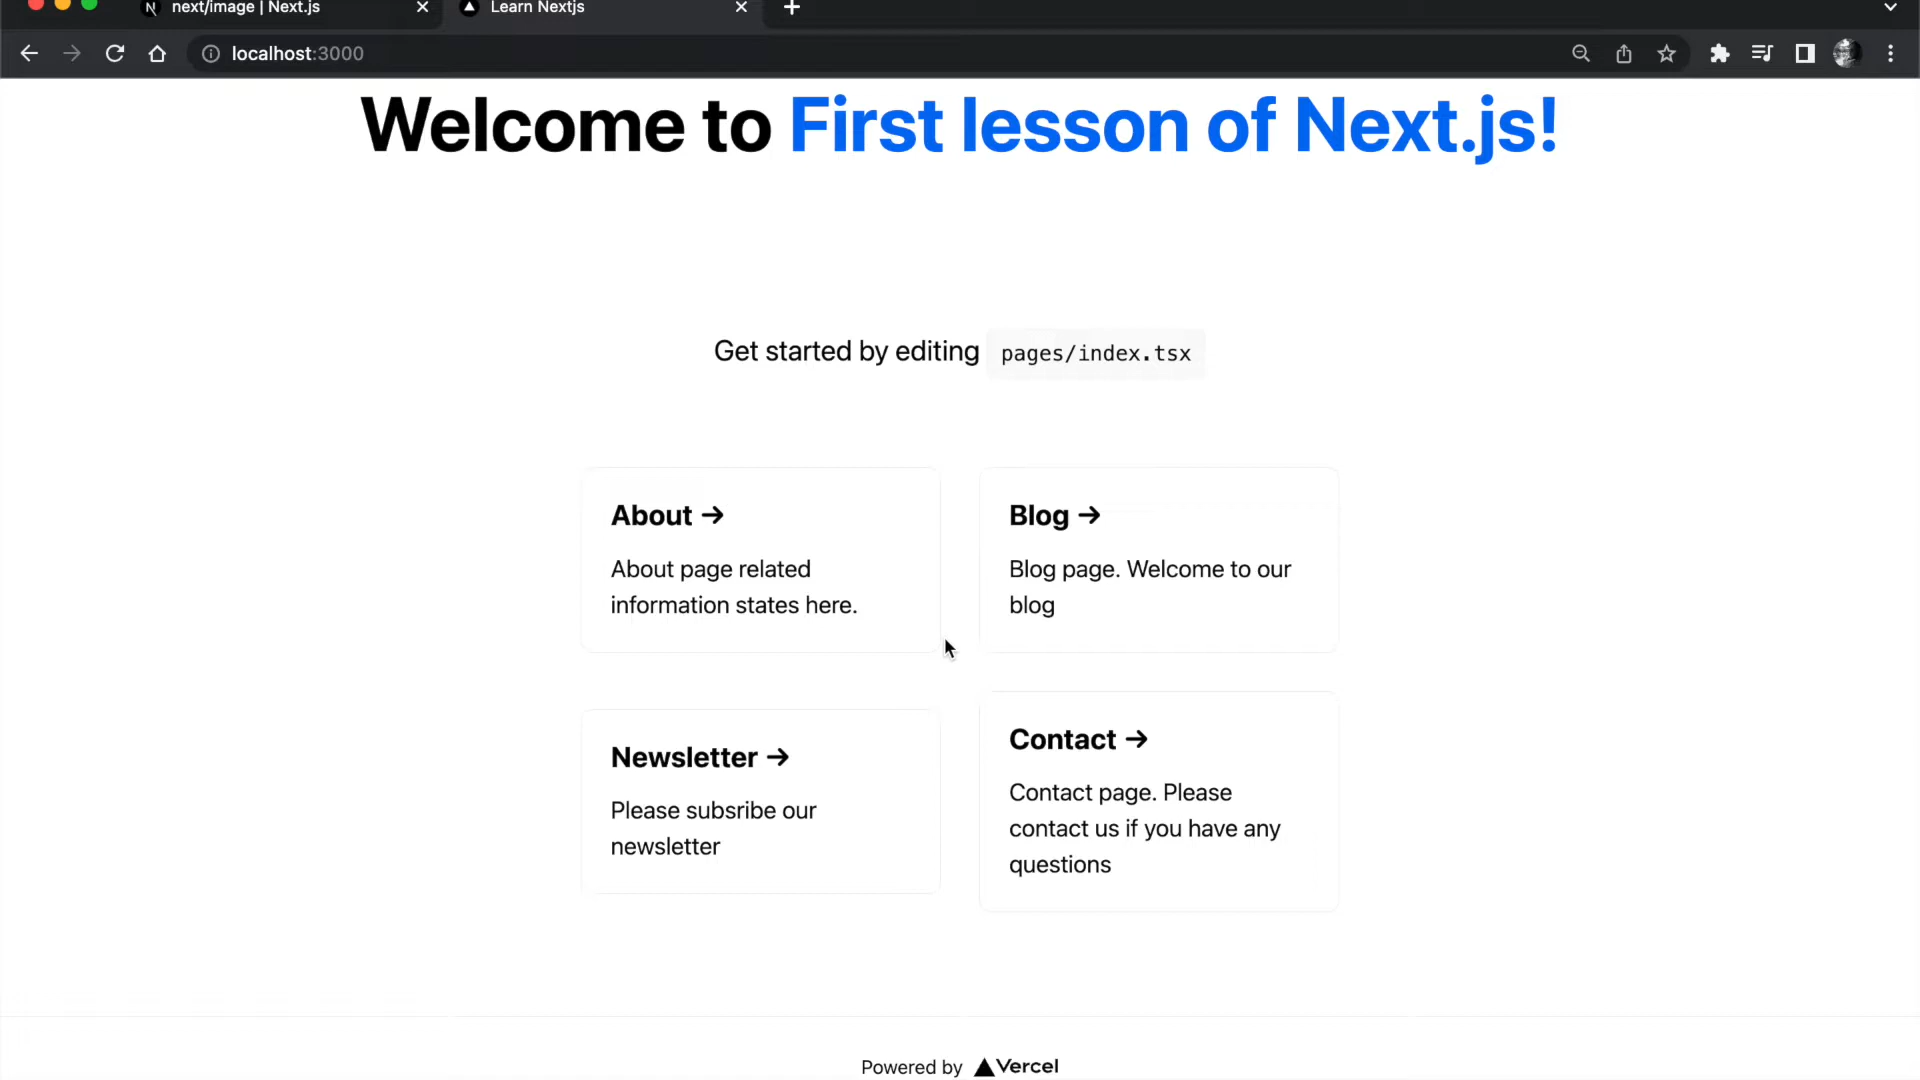 next/image | Next.js
Learn Nextjs
localhost:3000
Welcome to First lesson of Next.js!
Get started by editing pages/index.tsx
About →
About page related
information states here.
Blog →
Blog page. Welcome to our
blog
Newsletter →
Please subsribe our
newsletter
Contact →
Contact page. Please
contact us if you have any
questions
Powered by Vercel